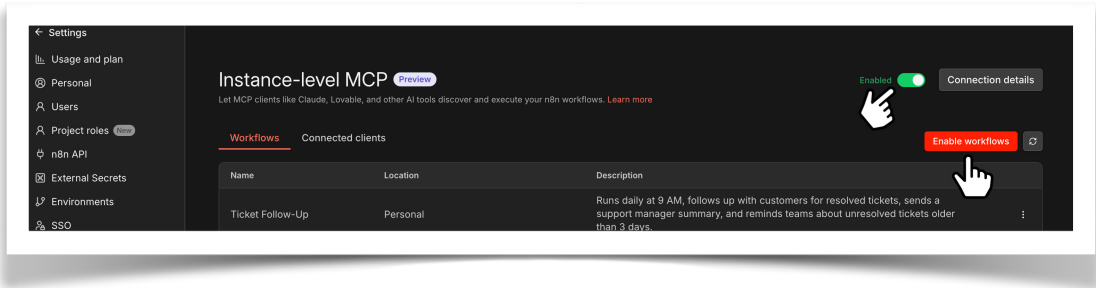 Settings
Usage and plan
Personal
Users
Project roles New
n8n API
External Secrets
Environments
SSO
Instance-level MCP Preview
Let MCP clients like Claude, Lovable, and other AI tools discover and execute your n8n workflows. Learn more
Enabled
Connection details
Workflows Connected clients
Enable workflows
Name Location Description
Ticket Follow-Up Personal
Runs daily at 9 AM, follows up with customers for resolved tickets, sends a
support manager summary, and reminds teams about unresolved tickets older
than 3 days.